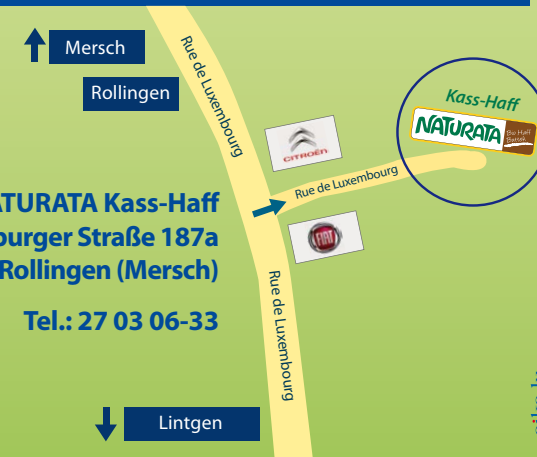 Mersch
Rollingen
Rue de Luxembourg
CITROËN
Kass-Haff
NATURATA
Bio Haff
Buttek
Rue de Luxembourg
FIAT
ATURATA Kass-Haff
burger Straße 187a
Rollingen (Mersch)
Tel.: 27 03 06-33
Rue de Luxembourg
Lintgen